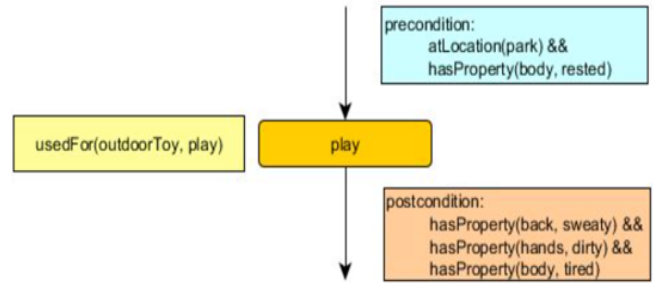 precondition:
atLocation(park) &&
hasProperty(body, rested)
usedFor(outdoorToy, play)
play
postcondition:
hasProperty(back, sweaty) &&
hasProperty(hands, dirty) &&
hasProperty(body, tired)